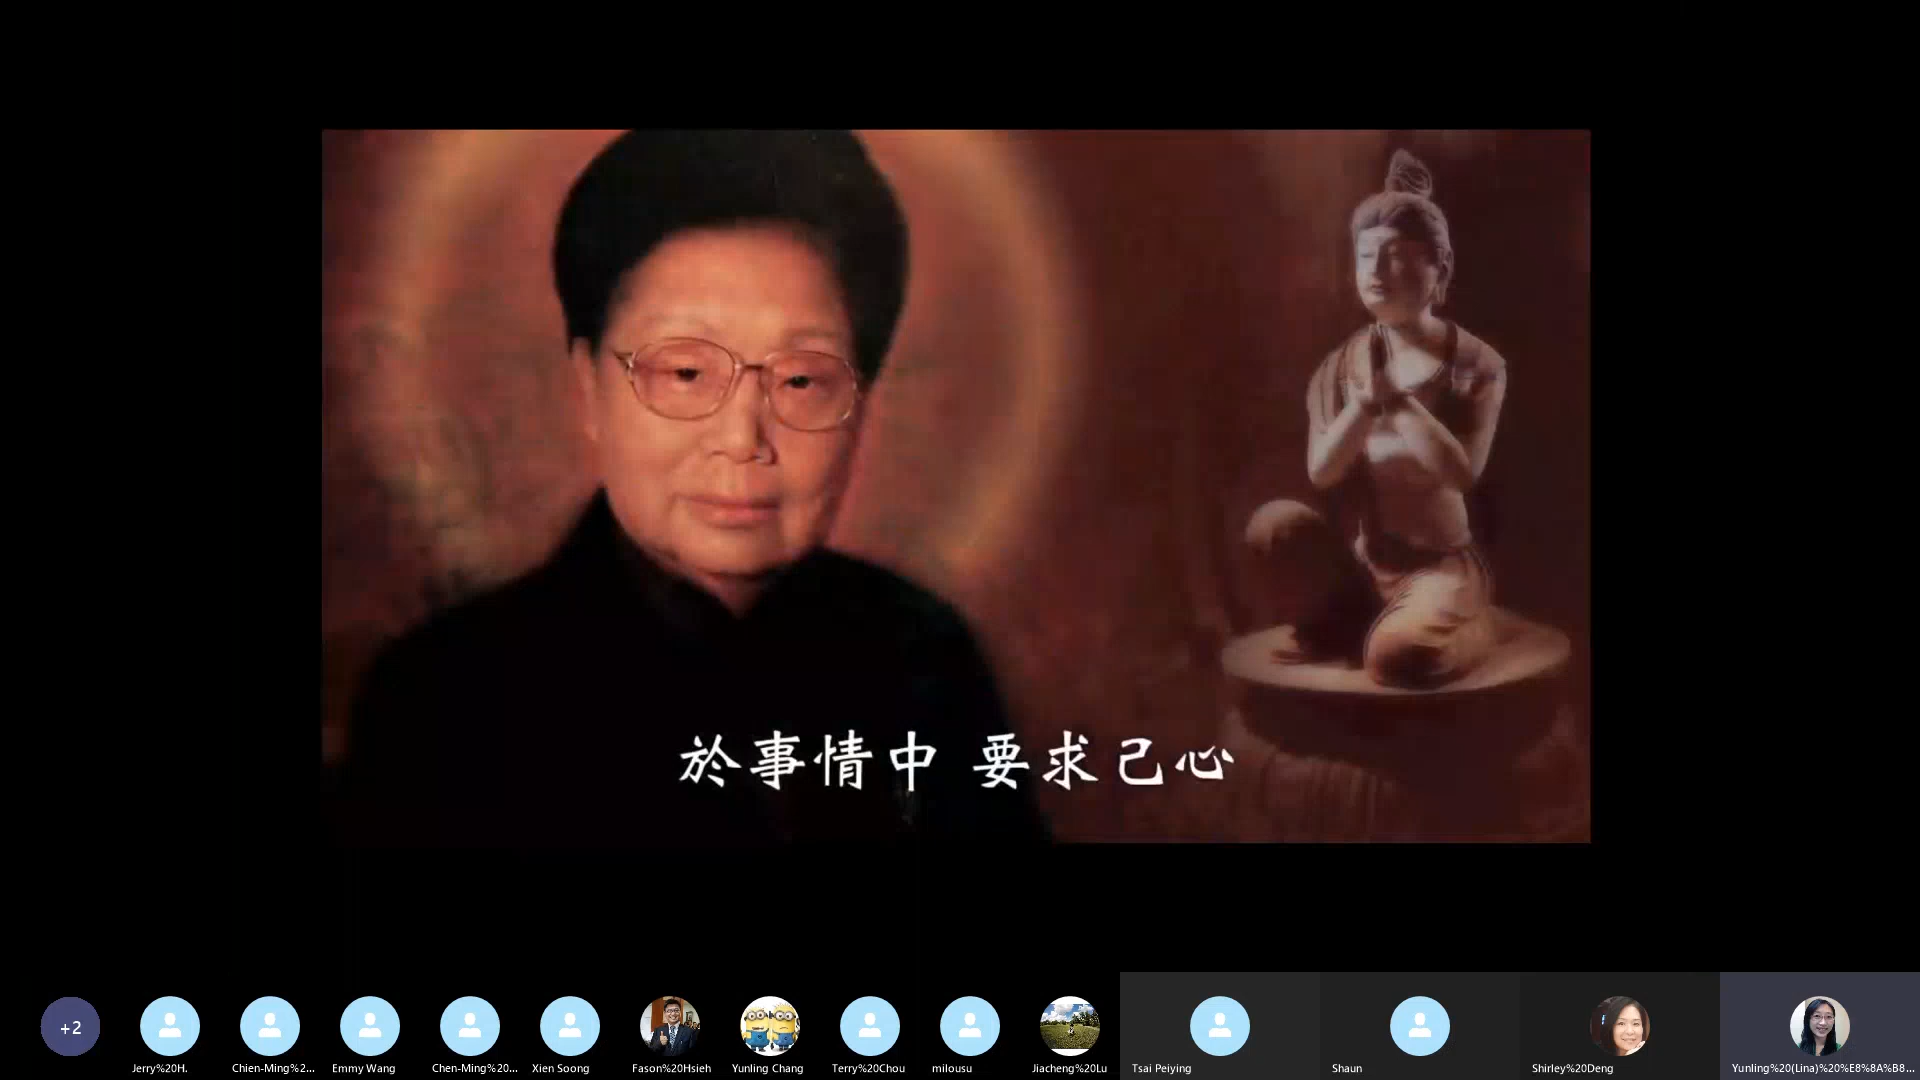 於事情中 要求己心
+2
Jerry%20H.
Chien-Ming%2...
Emmy Wang
Chen-Ming%20...
Xien Soong
Fason%20Hsieh
Yunling Chang
Terry%20Chou
milousu
Jiacheng%20Lu
Tsai Peiying
Shaun
Shirley%20Deng
Yunling%20(Lina)%20%E8%8A%B8...